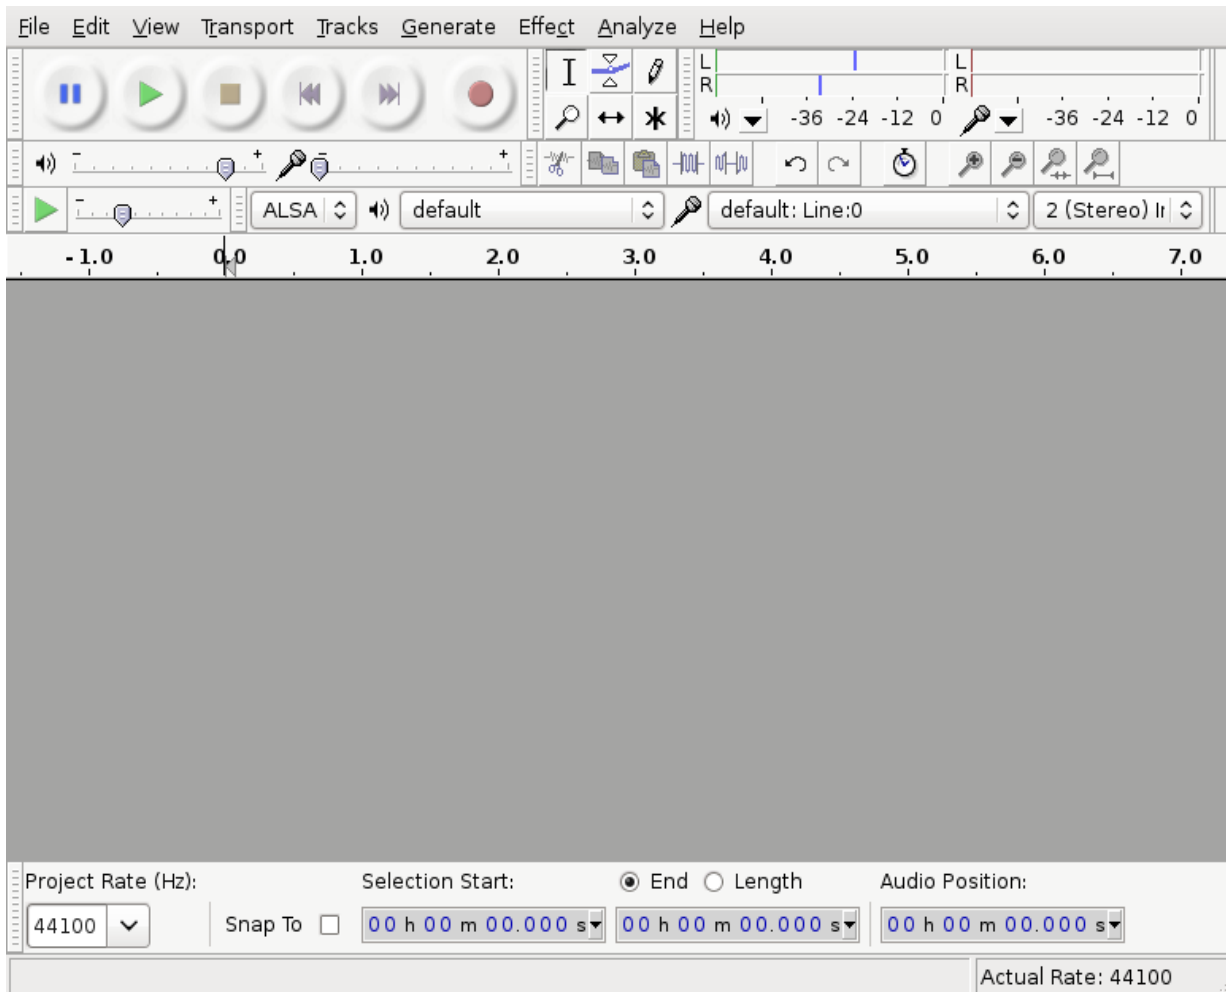 File Edit View Transport Tracks Generate Effect Analyze Help
L L
R R
-36 -24 -12 0 -36 -24 -12 0
- + - +
- + ALSA default default: Line:0 2 (Stereo) Ir
- 1.0 0.0 1.0 2.0 3.0 4.0 5.0 6.0 7.0
Project Rate (Hz): Selection Start: End Length Audio Position:
44100 Snap To 00 h 00 m 00.000 s 00 h 00 m 00.000 s 00 h 00 m 00.000 s
Actual Rate: 44100